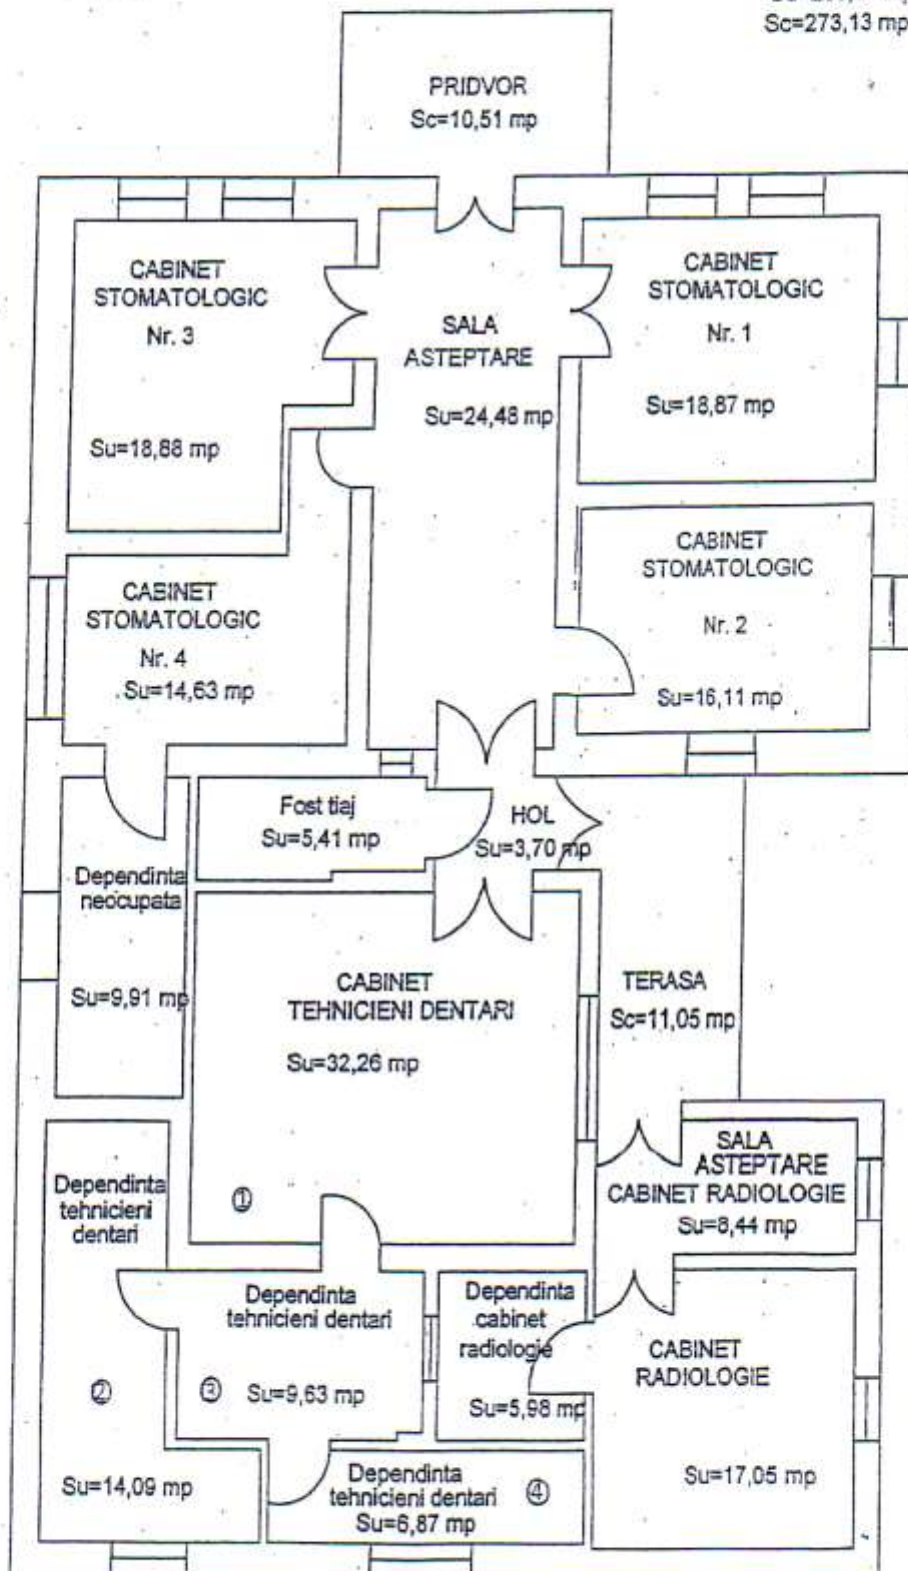 Sc=273,13 mp
PRIDVOR
Sc=10,51 mp
CABINET
STOMATOLOGIC
Nr. 3
Su=18,88 mp
SALA
ASTEPTARE
Su=24,48 mp
CABINET
STOMATOLOGIC
Nr. 1
Su=18,87 mp
CABINET
STOMATOLOGIC
Nr. 2
Su=16,11 mp
CABINET
STOMATOLOGIC
Nr. 4
Su=14,63 mp
Fost tiaj
Su=5,41 mp
HOL
Su=3,70 mp
Dependinta
neocupata
Su=9,91 mp
CABINET
TEHNICIENI DENTARI
Su=32,26 mp
①
TERASA
Sc=11,05 mp
SALA
ASTEPTARE
CABINET RADIOLOGIE
Su=8,44 mp
Dependinta
tehnicieni
dentari
②
Su=14,09 mp
Dependinta
tehnicieni dentari
③
Su=9,63 mp
Dependinta
cabinet
radiologie
Su=5,98 mp
CABINET
RADIOLOGIE
Su=17,05 mp
Dependinta
tehnicieni dentari
④
Su=6,87 mp